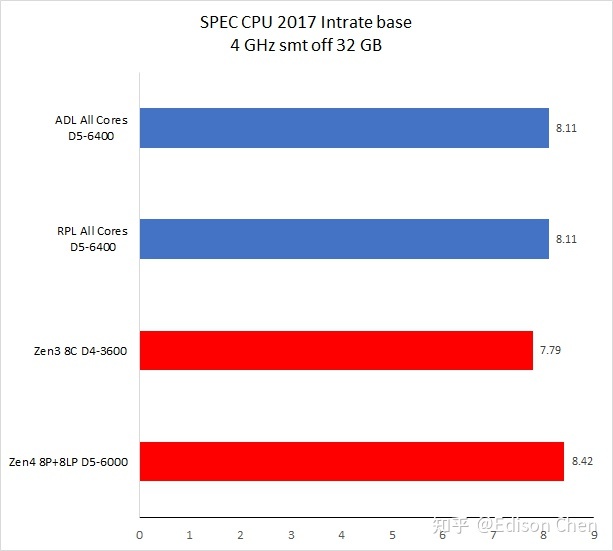 SPEC CPU 2017 Intrate base
4 GHz smt off 32 GB
ADL All Cores
D5-6400
8.11
RPL All Cores
D5-6400
8.11
Zen3 8C D4-3600
7.79
Zen4 8P+8LP D5-6000
8.42
0 1 2 3 4 5 6 7 8 9
知乎 @Edison Chen